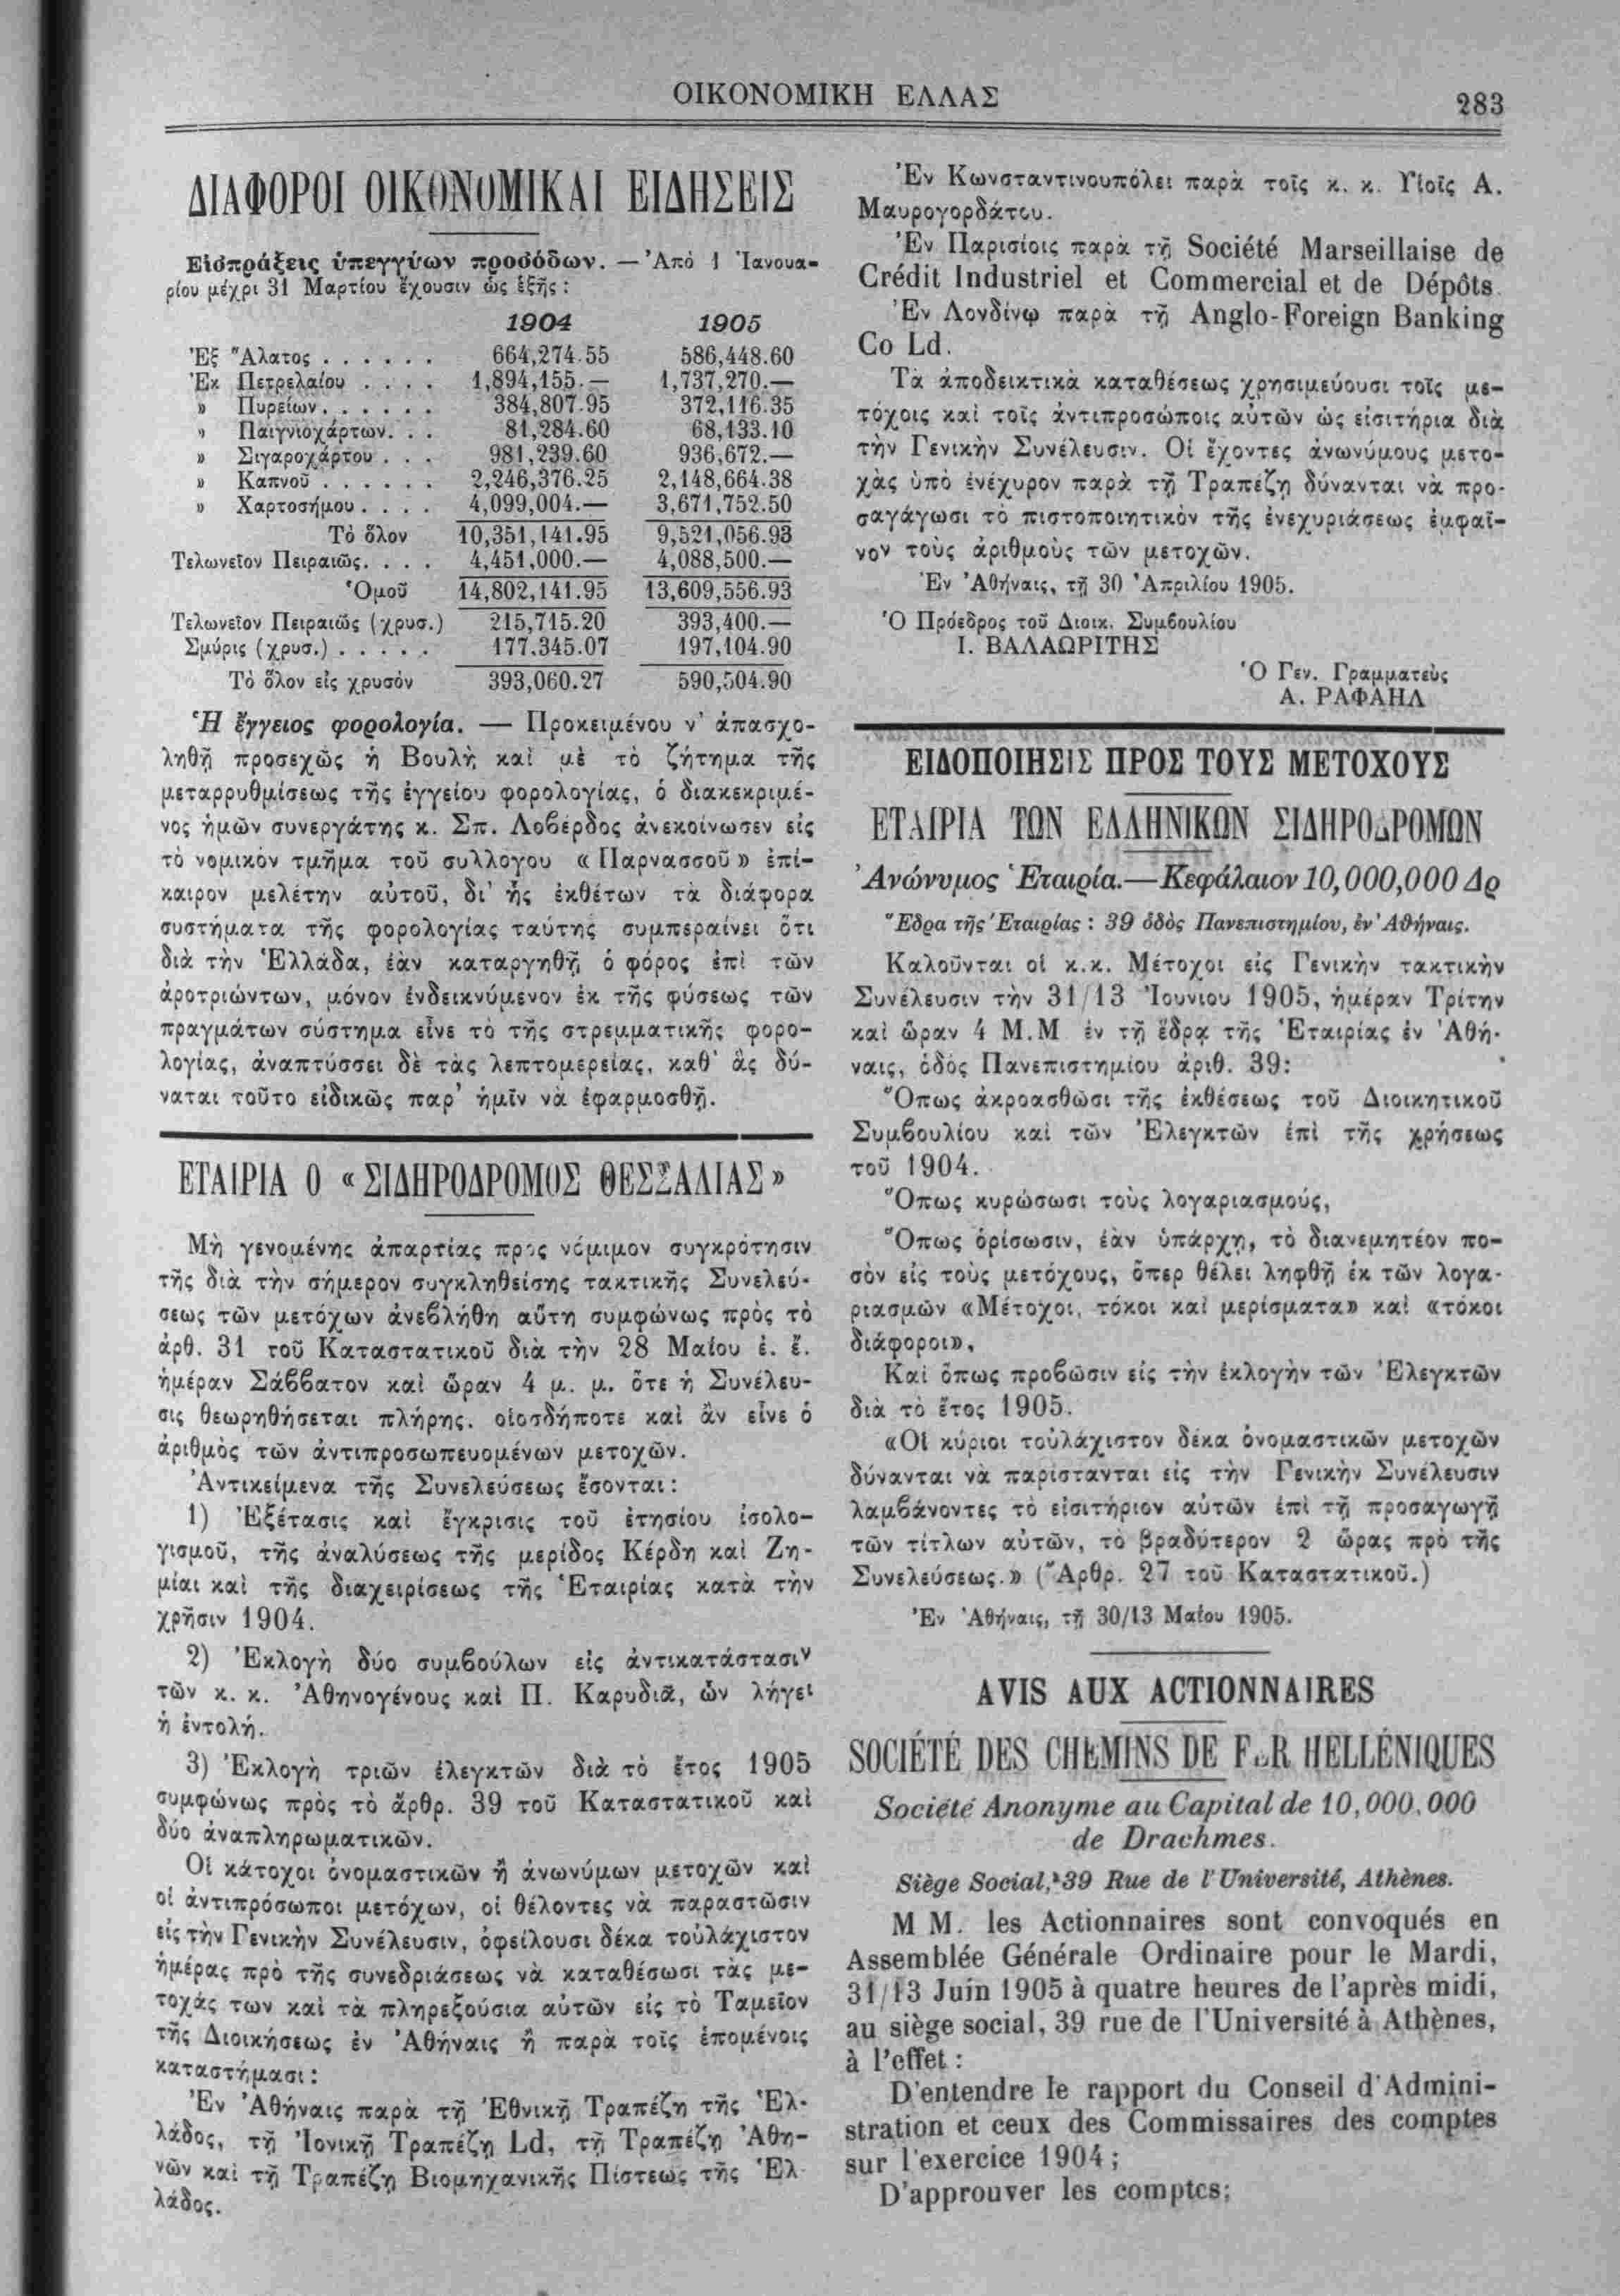 ΟΙΚΟΝΟΜΙΚΗ ΕΛΛΑΣ
283
ΔΙΑΦΟΡΟΙ ΟΙΚΟΝΟΜΙΚΑΙ ΕΙΔΗΣΕΙΣ
Εἰσπράξεις ὑπεγγύων προσόδων. — Ἀπό 1 Ἰανουα-
ρίου μέχρι 31 Μαρτίου ἔχουσιν ὡς ἑξῆς:
1904 1905
Ἐξ Ἅλατος . . . . . . 664,274.55 586,448.60
Ἐκ Πετρελαίου . . . . 1,894,155.— 1,737,270.—
» Πυρείων. . . . . . 384,807.95 372,116.35
» Παιγνιοχάρτων. . . 81,284.60 68,133.10
» Σιγαροχάρτου . . . 981,239.60 936,672.—
» Καπνοῦ . . . . . . 2,246,376.25 2,148,664.38
» Χαρτοσήμου . . . . 4,099,004.— 3,671,752.50
Τὸ ὅλον 10,351,141.95 9,521,056.93
Τελωνεῖον Πειραιῶς. . . . 4,451,000.— 4,088,500.—
Ὁμοῦ 14,802,141.95 13,609,556.93
Τελωνεῖον Πειραιῶς (χρυσ.) 215,715.20 393,400.—
Σμύρις (χρυσ.) . . . . . 177.345.07 197,104.90
Τὸ ὅλον εἰς χρυσόν 393,060.27 590,504.90
Ἡ ἔγγειος φορολογία. — Προκειμένου ν' ἀπασχο-
ληθῇ προσεχῶς ἡ Βουλὴ καὶ μὲ τὸ ζήτημα τῆς
μεταρρυθμίσεως τῆς ἐγγείου φορολογίας, ὁ διακεκριμέ-
νος ἡμῶν συνεργάτης κ. Σπ. Λοβέρδος ἀνεκοίνωσεν εἰς
τὸ νομικὸν τμῆμα τοῦ συλλογου «Παρνασσοῦ» ἐπί-
καιρον μελέτην αὐτοῦ, δι' ἧς ἐκθέτων τὰ διάφορα
συστήματα τῆς φορολογίας ταύτης συμπεραίνει ὅτι
διὰ τὴν Ἑλλάδα, ἐὰν καταργηθῇ ὁ φόρος ἐπὶ τῶν
ἀροτριώντων, μόνον ἐνδεικνύμενον ἐκ τῆς φύσεως τῶν
πραγμάτων σύστημα εἶνε τὸ τῆς στρεμματικῆς φορο-
λογίας, ἀναπτύσσει δὲ τὰς λεπτομερείας, καθ' ἃς δύ-
ναται τοῦτο εἰδικῶς παρ' ἡμῖν νὰ ἐφαρμοσθῇ.
ΕΤΑΙΡΙΑ Ο «ΣΙΔΗΡΟΔΡΟΜΟΣ ΘΕΣΣΑΛΙΑΣ»
Μὴ γενομένης ἀπαρτίας πρὸς νόμιμον συγκρότησιν
τῆς διὰ τὴν σήμερον συγκληθείσης τακτικῆς Συνελεύ-
σεως τῶν μετόχων ἀνεβλήθη αὕτη συμφώνως πρὸς τὸ
ἀρθ. 31 τοῦ Καταστατικοῦ διὰ τὴν 28 Μαΐου ἐ. ἔ.
ἡμέραν Σάββατον καὶ ὥραν 4 μ. μ. ὅτε ἡ Συνέλευ-
σις θεωρηθήσεται πλήρης. οἱοσδήποτε καὶ ἂν εἶνε ὁ
ἀριθμὸς τῶν ἀντιπροσωπευομένων μετοχῶν.
Ἀντικείμενα τῆς Συνελεύσεως ἔσονται:
1) Ἐξέτασις καὶ ἔγκρισις τοῦ ἐτησίου ἰσολο-
γισμοῦ, τῆς ἀναλύσεως τῆς μερίδος Κέρδη καὶ Ζη-
μίαι καὶ τῆς διαχειρίσεως τῆς Ἑταιρίας κατὰ τὴν
χρῆσιν 1904.
2) Ἐκλογὴ δύο συμβούλων εἰς ἀντικατάστασιν
τῶν κ. κ. Ἀθηνογένους καὶ Π. Καρυδιᾶ, ὧν λήγει
ἡ ἐντολή.
3) Ἐκλογὴ τριῶν ἐλεγκτῶν διὰ τὸ ἔτος 1905
συμφώνως πρὸς τὸ ἄρθρ. 39 τοῦ Καταστατικοῦ καὶ
δύο ἀναπληρωματικῶν.
Οἱ κάτοχοι ὀνομαστικῶν ἢ ἀνωνύμων μετοχῶν καὶ
οἱ ἀντιπρόσωποι μετόχων, οἱ θέλοντες νὰ παραστῶσιν
εἰς τὴν Γενικὴν Συνέλευσιν, ὀφείλουσι δέκα τοὐλάχιστον
ἡμέρας πρὸ τῆς συνεδριάσεως νὰ καταθέσωσι τὰς με-
τοχάς των καὶ τὰ πληρεξούσια αὐτῶν εἰς τὸ Ταμεῖον
τῆς Διοικήσεως ἐν Ἀθήναις ἢ παρὰ τοῖς ἑπομένοις
καταστήμασι:
Ἐν Ἀθήναις παρὰ τῇ Ἐθνικῇ Τραπέζῃ τῆς Ἑλ-
λάδος, τῇ Ἰονικῇ Τραπέζῃ Ld, τῇ Τραπέζῃ Ἀθη-
νῶν καὶ τῇ Τραπέζῃ Βιομηχανικῆς Πίστεως τῆς Ἑλ-
λάδος.
Ἐν Κωνσταντινουπόλει παρὰ τοῖς κ. κ. Υἱοῖς Α.
Μαυρογορδάτου.
Ἐν Παρισίοις παρὰ τῇ Société Marseillaise de
Crédit Industriel et Commercial et de Dépôts.
Ἐν Λονδίνῳ παρὰ τῇ Anglo-Foreign Banking
Co Ld.
Τὰ ἀποδεικτικὰ καταθέσεως χρησιμεύουσι τοῖς με-
τόχοις καὶ τοῖς ἀντιπροσώποις αὐτῶν ὡς εἰσιτήρια διὰ
τὴν Γενικὴν Συνέλευσιν. Οἱ ἔχοντες ἀνωνύμους μετο-
χὰς ὑπὸ ἐνέχυρον παρὰ τῇ Τραπέζῃ δύνανται νὰ προ-
σαγάγωσι τὸ πιστοποιητικὸν τῆς ἐνεχυριάσεως ἐμφαῖ-
νον τοὺς ἀριθμοὺς τῶν μετοχῶν.
Ἐν Ἀθήναις, τῇ 30 Ἀπριλίου 1905.
Ὁ Πρόεδρος τοῦ Διοικ. Συμβουλίου
Ι. ΒΑΛΑΩΡΙΤΗΣ
Ὁ Γεν. Γραμματεὺς
Α. ΡΑΦΑΗΛ
ΕΙΔΟΠΟΙΗΣΙΣ ΠΡΟΣ ΤΟΥΣ ΜΕΤΟΧΟΥΣ
ΕΤΑΙΡΙΑ ΤΩΝ ΕΛΛΗΝΙΚΩΝ ΣΙΔΗΡΟΔΡΟΜΩΝ
Ἀνώνυμος Ἑταιρία.—Κεφάλαιον 10,000,000 Δρ
Ἕδρα τῆς Ἑταιρίας: 39 ὁδὸς Πανεπιστημίου, ἐν Ἀθήναις.
Καλοῦνται οἱ κ.κ. Μέτοχοι εἰς Γενικὴν τακτικὴν
Συνέλευσιν τὴν 31/13 Ἰουνιου 1905, ἡμέραν Τρίτην
καὶ ὥραν 4 Μ.Μ ἐν τῇ ἕδρᾳ τῆς Ἑταιρίας ἐν Ἀθή-
ναις, ὁδὸς Πανεπιστημίου ἀριθ. 39:
Ὅπως ἀκροασθῶσι τῆς ἐκθέσεως τοῦ Διοικητικοῦ
Συμβουλίου καὶ τῶν Ἐλεγκτῶν ἐπὶ τῆς χρήσεως
τοῦ 1904.
Ὅπως κυρώσωσι τοὺς λογαριασμούς,
Ὅπως ὁρίσωσιν, ἐὰν ὑπάρχῃ, τὸ διανεμητέον πο-
σὸν εἰς τοὺς μετόχους, ὅπερ θέλει ληφθῇ ἐκ τῶν λογα-
ριασμῶν «Μέτοχοι, τόκοι καὶ μερίσματα» καὶ «τόκοι
διάφοροι»,
Καὶ ὅπως προβῶσιν εἰς τὴν ἐκλογὴν τῶν Ἐλεγκτῶν
διὰ τὸ ἔτος 1905.
«Οἱ κύριοι τοὐλάχιστον δέκα ὀνομαστικῶν μετοχῶν
δύνανται νὰ παρίστανται εἰς τὴν Γενικὴν Συνέλευσιν
λαμβάνοντες τὸ εἰσιτήριον αὐτῶν ἐπὶ τῇ προσαγωγῇ
τῶν τίτλων αὐτῶν, τὸ βραδύτερον 2 ὥρας πρὸ τῆς
Συνελεύσεως.» (Ἄρθρ. 27 τοῦ Καταστατικοῦ.)
Ἐν Ἀθήναις, τῇ 30/13 Μαΐου 1905.
AVIS AUX ACTIONNAIRES
SOCIÉTÉ DES CHEMINS DE FER HELLÉNIQUES
Société Anonyme au Capital de 10,000,000
de Drachmes.
Siège Social, 39 Rue de l'Université, Athènes.
M M. les Actionnaires sont convoqués en
Assemblée Générale Ordinaire pour le Mardi,
31/13 Juin 1905 à quatre heures de l'après midi,
au siège social, 39 rue de l'Université à Athènes,
à l'effet:
D'entendre le rapport du Conseil d'Admini-
stration et ceux des Commissaires des comptes
sur l'exercice 1904;
D'approuver les comptes;